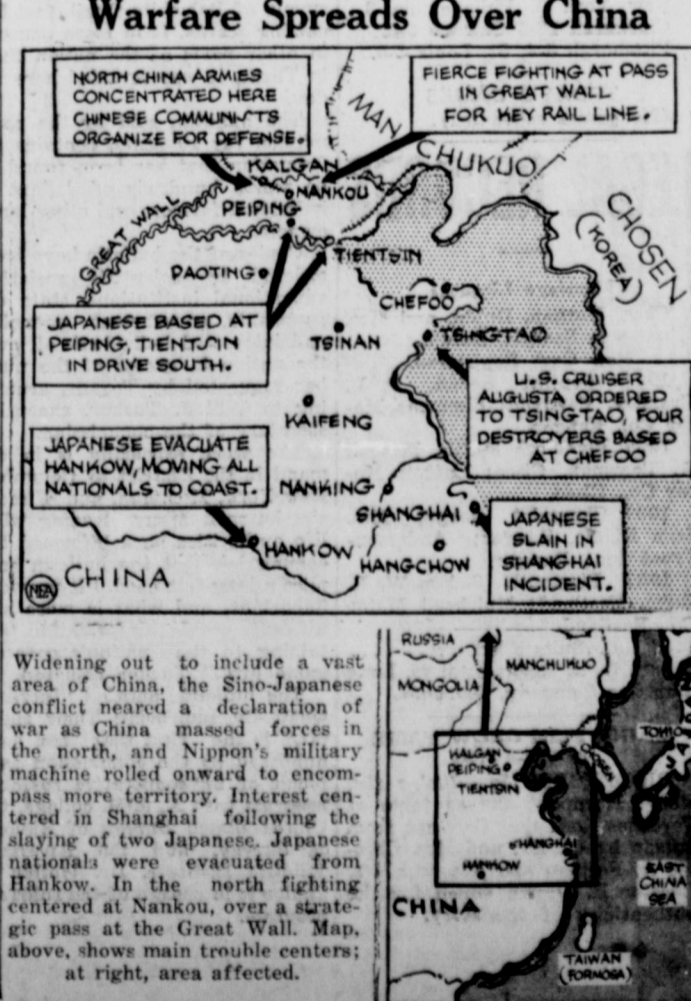 Warfare Spreads Over China
NORTH CHINA ARMIES
CONCENTRATED HERE
CHINESE COMMUNISTS
ORGANIZE FOR DEFENSE.
FIERCE FIGHTING AT PASS
IN GREAT WALL
FOR KEY RAIL LINE.
MANCHUKUO
CHOSEN
(KOREA)
KALGAN
NANKOU
PEIPING
GREAT WALL
TIENTSIN
PAOTING
CHEFOO
JAPANESE BASED AT
PEIPING, TIENTSIN
IN DRIVE SOUTH.
TSINAN
TSINGTAO
U.S. CRUISER
AUGUSTA ORDERED
TO TSINGTAO, FOUR
DESTROYERS BASED
AT CHEFOO
KAIFENG
JAPANESE EVACUATE
HANKOW, MOVING ALL
NATIONALS TO COAST.
NANKING
SHANGHAI
JAPANESE
SLAIN IN
SHANGHAI
INCIDENT.
HANKOW
HANGCHOW
NEA
CHINA
Widening out to include a vast
area of China, the Sino-Japanese
conflict neared a declaration of
war as China massed forces in
the north, and Nippon's military
machine rolled onward to encom-
pass more territory. Interest cen-
tered in Shanghai following the
slaying of two Japanese. Japanese
nationals were evacuated from
Hankow. In the north fighting
centered at Nankou, over a strate-
gic pass at the Great Wall. Map,
above, shows main trouble centers;
at right, area affected.
RUSSIA
MANCHUKUO
MONGOLIA
TOKIO
KALGAN
PEIPING
CHOSEN
TIENTSIN
SHANGHAI
HANKOW
EAST
CHINA
SEA
CHINA
TAIWAN
(FORMOSA)